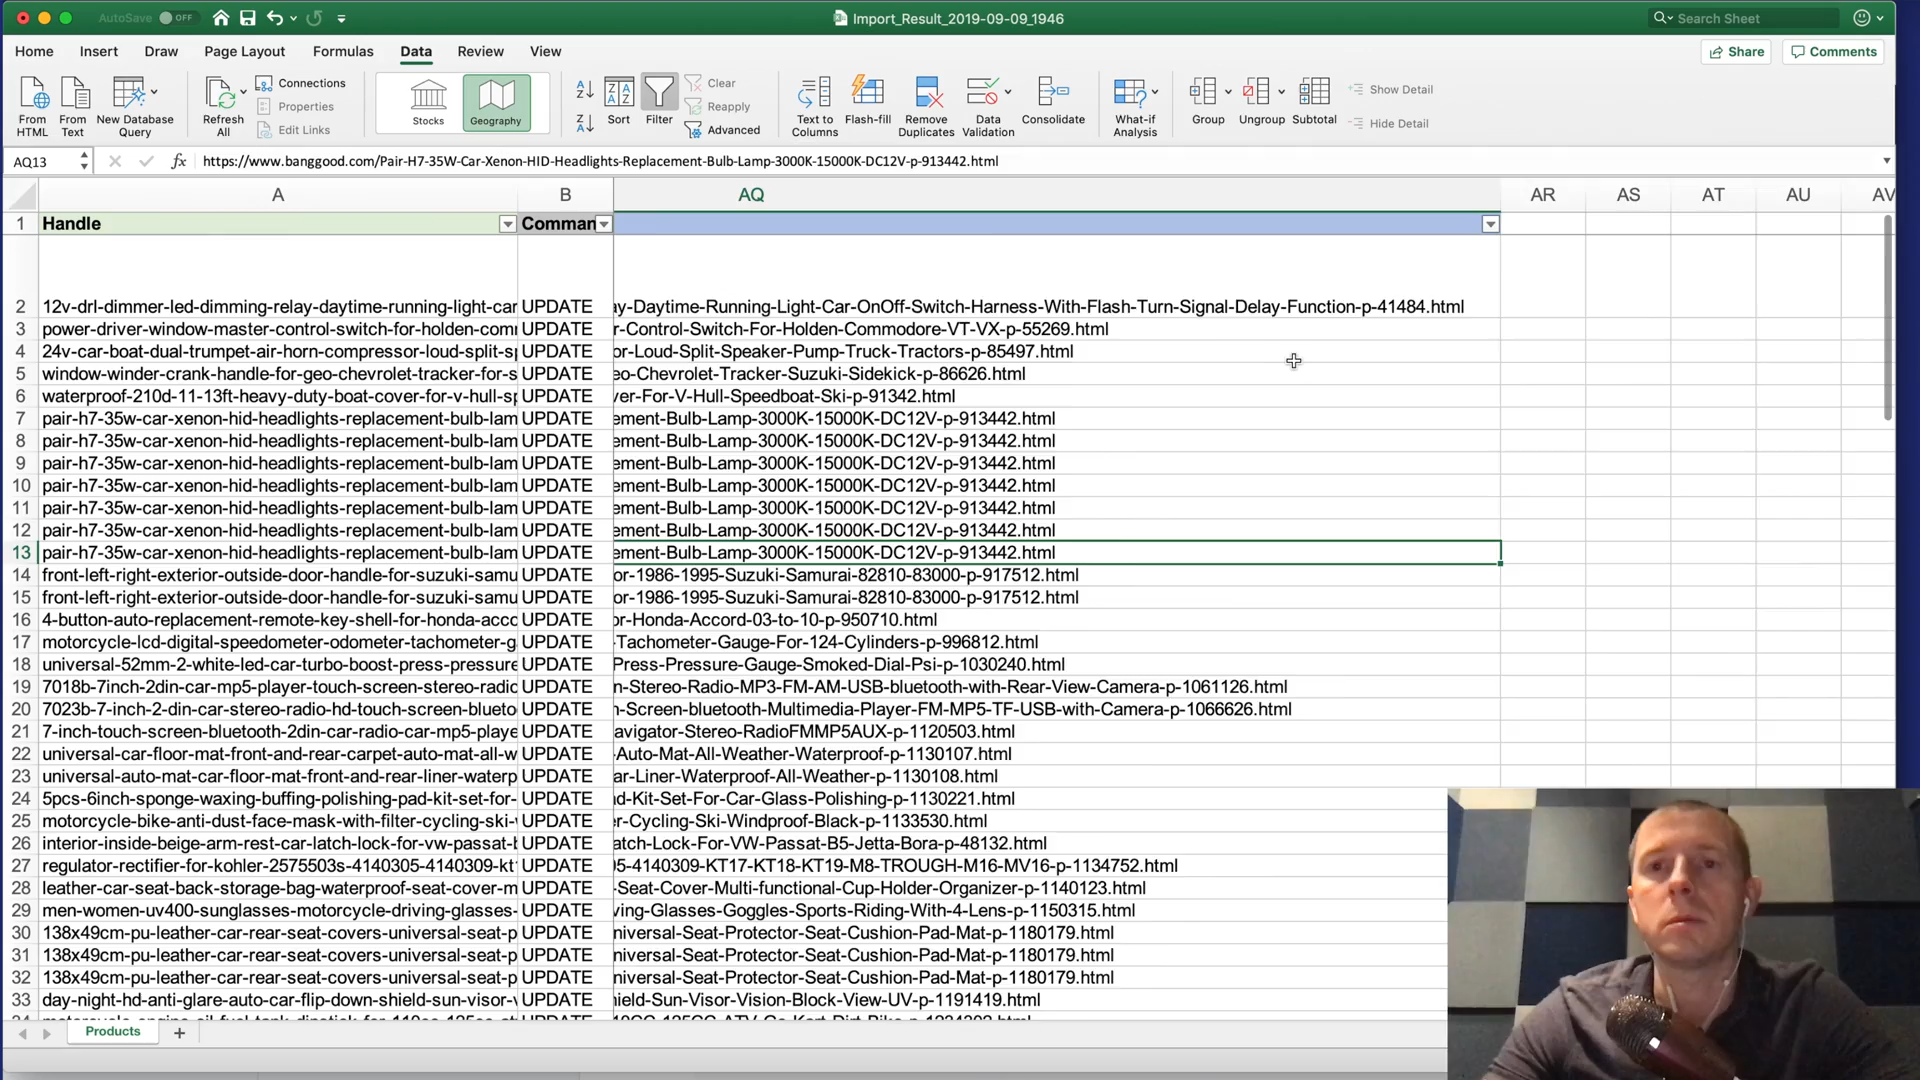 AutoSave OFF
Import_Result_2019-09-09_1946
Search Sheet
Home Insert Draw Page Layout Formulas Data Review View
Share Comments
From HTML
From Text
New Database Query
Refresh All
Connections
Properties
Edit Links
Stocks
Geography
Sort
Filter
Clear
Reapply
Advanced
Text to Columns
Flash-fill
Remove Duplicates
Data Validation
Consolidate
What-if Analysis
Group
Ungroup
Subtotal
Show Detail
Hide Detail
AQ13 fx https://www.banggood.com/Pair-H7-35W-Car-Xenon-HID-Headlights-Replacement-Bulb-Lamp-3000K-15000K-DC12V-p-913442.html
A B AQ AR AS AT AU AV
1 Handle Comman
2 12v-drl-dimmer-led-dimming-relay-daytime-running-light-car UPDATE ay-Daytime-Running-Light-Car-OnOff-Switch-Harness-With-Flash-Turn-Signal-Delay-Function-p-41484.html
3 power-driver-window-master-control-switch-for-holden-com UPDATE r-Control-Switch-For-Holden-Commodore-VT-VX-p-55269.html
4 24v-car-boat-dual-trumpet-air-horn-compressor-loud-split-sp UPDATE or-Loud-Split-Speaker-Pump-Truck-Tractors-p-85497.html
5 window-winder-crank-handle-for-geo-chevrolet-tracker-for-s UPDATE eo-Chevrolet-Tracker-Suzuki-Sidekick-p-86626.html
6 waterproof-210d-11-13ft-heavy-duty-boat-cover-for-v-hull-sp UPDATE ver-For-V-Hull-Speedboat-Ski-p-91342.html
7 pair-h7-35w-car-xenon-hid-headlights-replacement-bulb-lam UPDATE ement-Bulb-Lamp-3000K-15000K-DC12V-p-913442.html
8 pair-h7-35w-car-xenon-hid-headlights-replacement-bulb-lam UPDATE ement-Bulb-Lamp-3000K-15000K-DC12V-p-913442.html
9 pair-h7-35w-car-xenon-hid-headlights-replacement-bulb-lam UPDATE ement-Bulb-Lamp-3000K-15000K-DC12V-p-913442.html
10 pair-h7-35w-car-xenon-hid-headlights-replacement-bulb-lam UPDATE ement-Bulb-Lamp-3000K-15000K-DC12V-p-913442.html
11 pair-h7-35w-car-xenon-hid-headlights-replacement-bulb-lam UPDATE ement-Bulb-Lamp-3000K-15000K-DC12V-p-913442.html
12 pair-h7-35w-car-xenon-hid-headlights-replacement-bulb-lam UPDATE ement-Bulb-Lamp-3000K-15000K-DC12V-p-913442.html
13 pair-h7-35w-car-xenon-hid-headlights-replacement-bulb-lam UPDATE ement-Bulb-Lamp-3000K-15000K-DC12V-p-913442.html
14 front-left-right-exterior-outside-door-handle-for-suzuki-samu UPDATE or-1986-1995-Suzuki-Samurai-82810-83000-p-917512.html
15 front-left-right-exterior-outside-door-handle-for-suzuki-samu UPDATE or-1986-1995-Suzuki-Samurai-82810-83000-p-917512.html
16 4-button-auto-replacement-remote-key-shell-for-honda-acco UPDATE or-Honda-Accord-03-to-10-p-950710.html
17 motorcycle-lcd-digital-speedometer-odometer-tachometer-g UPDATE -Tachometer-Gauge-For-124-Cylinders-p-996812.html
18 universal-52mm-2-white-led-car-turbo-boost-press-pressure UPDATE Press-Pressure-Gauge-Smoked-Dial-Psi-p-1030240.html
19 7018b-7inch-2din-car-mp5-player-touch-screen-stereo-radio UPDATE n-Stereo-Radio-MP3-FM-AM-USB-bluetooth-with-Rear-View-Camera-p-1061126.html
20 7023b-7-inch-2-din-car-stereo-radio-hd-touch-screen-blueto UPDATE h-Screen-bluetooth-Multimedia-Player-FM-MP5-TF-USB-with-Camera-p-1066626.html
21 7-inch-touch-screen-bluetooth-2din-car-radio-car-mp5-playe UPDATE avigator-Stereo-RadioFMMP5AUX-p-1120503.html
22 universal-car-floor-mat-front-and-rear-carpet-auto-mat-all-w UPDATE -Auto-Mat-All-Weather-Waterproof-p-1130107.html
23 universal-auto-mat-car-floor-mat-front-and-rear-liner-waterp UPDATE ar-Liner-Waterproof-All-Weather-p-1130108.html
24 5pcs-6inch-sponge-waxing-buffing-polishing-pad-kit-set-for- UPDATE d-Kit-Set-For-Car-Glass-Polishing-p-1130221.html
25 motorcycle-bike-anti-dust-face-mask-with-filter-cycling-ski- UPDATE r-Cycling-Ski-Windproof-Black-p-1133530.html
26 interior-inside-beige-arm-rest-car-latch-lock-for-vw-passat-b UPDATE atch-Lock-For-VW-Passat-B5-Jetta-Bora-p-48132.html
27 regulator-rectifier-for-kohler-2575503s-4140305-4140309-kt UPDATE 05-4140309-KT17-KT18-KT19-M8-TROUGH-M16-MV16-p-1134752.html
28 leather-car-seat-back-storage-bag-waterproof-seat-cover-m UPDATE -Seat-Cover-Multi-functional-Cup-Holder-Organizer-p-1140123.html
29 men-women-uv400-sunglasses-motorcycle-driving-glasses- UPDATE ving-Glasses-Goggles-Sports-Riding-With-4-Lens-p-1150315.html
30 138x49cm-pu-leather-car-rear-seat-covers-universal-seat-p UPDATE niversal-Seat-Protector-Seat-Cushion-Pad-Mat-p-1180179.html
31 138x49cm-pu-leather-car-rear-seat-covers-universal-seat-p UPDATE niversal-Seat-Protector-Seat-Cushion-Pad-Mat-p-1180179.html
32 138x49cm-pu-leather-car-rear-seat-covers-universal-seat-p UPDATE niversal-Seat-Protector-Seat-Cushion-Pad-Mat-p-1180179.html
33 day-night-hd-anti-glare-auto-car-flip-down-shield-sun-visor- UPDATE hield-Sun-Visor-Vision-Block-View-UV-p-1191419.html
Products